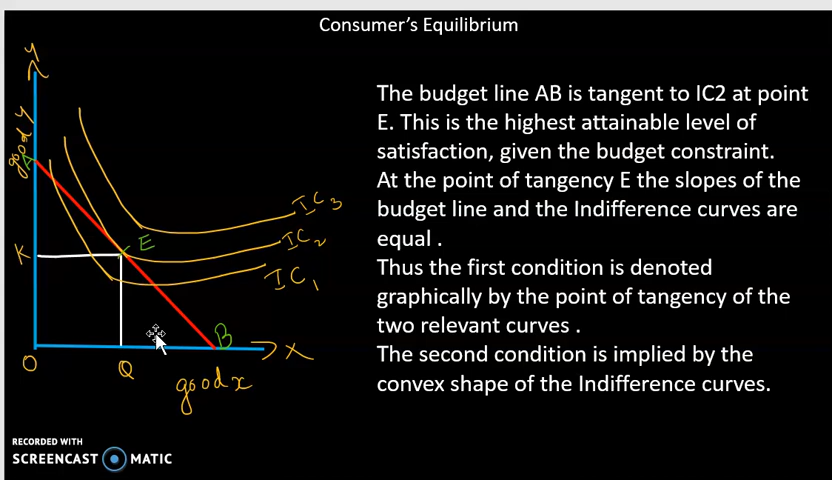 Consumer's Equilibrium
Y
good y
A
The budget line AB is tangent to IC2 at point
E. This is the highest attainable level of
satisfaction, given the budget constraint.
At the point of tangency E the slopes of the
budget line and the Indifference curves are
equal .
Thus the first condition is denoted
graphically by the point of tangency of the
two relevant curves .
The second condition is implied by the
convex shape of the Indifference curves.
IC3
E
IC2
K
IC1
B
X
O
Q
good x
RECORDED WITH
SCREENCAST MATIC